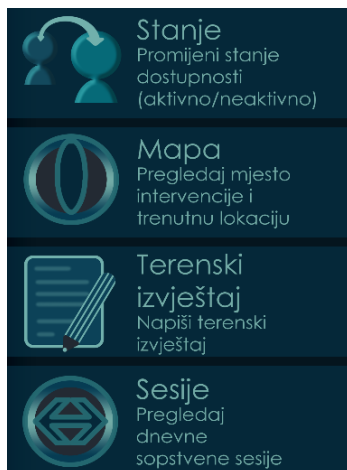 Stanje
Promijeni stanje
dostupnosti
(aktivno/neaktivno)
Mapa
Pregledaj mjesto
intervencije i
trenutnu lokaciju
Terenski
izvještaj
Napiši terenski
izvještaj
Sesije
Pregledaj
dnevne
sopstvene sesije